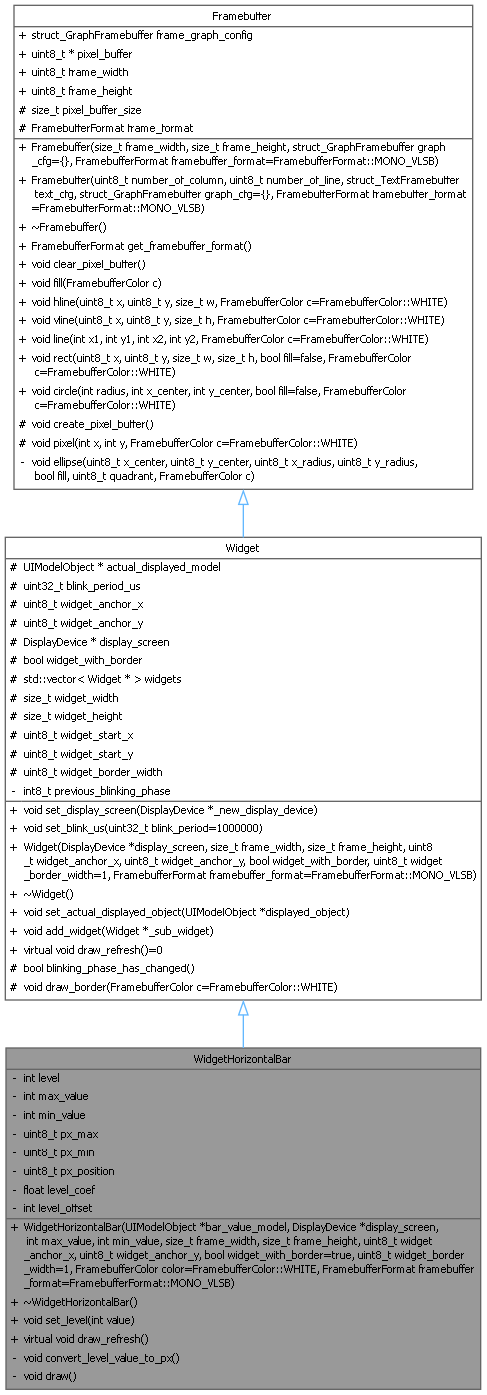 Framebuffer
+ struct_GraphFramebuffer frame_graph_config
+ uint8_t * pixel_buffer
+ uint8_t frame_width
+ uint8_t frame_height
# size_t pixel_buffer_size
# FramebufferFormat frame_format
+ Framebuffer(size_t frame_width, size_t frame_height, struct_GraphFramebuffer graph
_cfg={}, FramebufferFormat framebuffer_format=FramebufferFormat::MONO_VLSB)
+ Framebuffer(uint8_t number_of_column, uint8_t number_of_line, struct_TextFramebuffer
text_cfg, struct_GraphFramebuffer graph_cfg={}, FramebufferFormat framebuffer_format
=FramebufferFormat::MONO_VLSB)
+ ~Framebuffer()
+ FramebufferFormat get_framebuffer_format()
+ void clear_pixel_buffer()
+ void fill(FramebufferColor c)
+ void hline(uint8_t x, uint8_t y, size_t w, FramebufferColor c=FramebufferColor::WHITE)
+ void vline(uint8_t x, uint8_t y, size_t h, FramebufferColor c=FramebufferColor::WHITE)
+ void line(int x1, int y1, int x2, int y2, FramebufferColor c=FramebufferColor::WHITE)
+ void rect(uint8_t x, uint8_t y, size_t w, size_t h, bool fill=false, FramebufferColor
c=FramebufferColor::WHITE)
+ void circle(int radius, int x_center, int y_center, bool fill=false, FramebufferColor
c=FramebufferColor::WHITE)
# void create_pixel_buffer()
# void pixel(int x, int y, FramebufferColor c=FramebufferColor::WHITE)
- void ellipse(uint8_t x_center, uint8_t y_center, uint8_t x_radius, uint8_t y_radius,
bool fill, uint8_t quadrant, FramebufferColor c)
Widget
# UIModelObject * actual_displayed_model
# uint32_t blink_period_us
# uint8_t widget_anchor_x
# uint8_t widget_anchor_y
# DisplayDevice * display_screen
# bool widget_with_border
# std::vector< Widget * > widgets
# size_t widget_width
# size_t widget_height
# uint8_t widget_start_x
# uint8_t widget_start_y
# uint8_t widget_border_width
- int8_t previous_blinking_phase
+ void set_display_screen(DisplayDevice *_new_display_device)
+ void set_blink_us(uint32_t blink_period=1000000)
+ Widget(DisplayDevice *display_screen, size_t frame_width, size_t frame_height, uint8
_t widget_anchor_x, uint8_t widget_anchor_y, bool widget_with_border, uint8_t widget
_border_width=1, FramebufferFormat framebuffer_format=FramebufferFormat::MONO_VLSB)
+ ~Widget()
+ void set_actual_displayed_object(UIModelObject *displayed_object)
+ void add_widget(Widget *_sub_widget)
+ virtual void draw_refresh()=0
# bool blinking_phase_has_changed()
# void draw_border(FramebufferColor c=FramebufferColor::WHITE)
WidgetHorizontalBar
- int level
- int max_value
- int min_value
- uint8_t px_max
- uint8_t px_min
- uint8_t px_position
- float level_coef
- int level_offset
+ WidgetHorizontalBar(UIModelObject *bar_value_model, DisplayDevice *display_screen,
int max_value, int min_value, size_t frame_width, size_t frame_height, uint8_t widget
_anchor_x, uint8_t widget_anchor_y, bool widget_with_border=true, uint8_t widget_border
_width=1, FramebufferColor color=FramebufferColor::WHITE, FramebufferFormat framebuffer
_format=FramebufferFormat::MONO_VLSB)
+ ~WidgetHorizontalBar()
+ void set_level(int value)
+ virtual void draw_refresh()
- void convert_level_value_to_px()
- void draw()